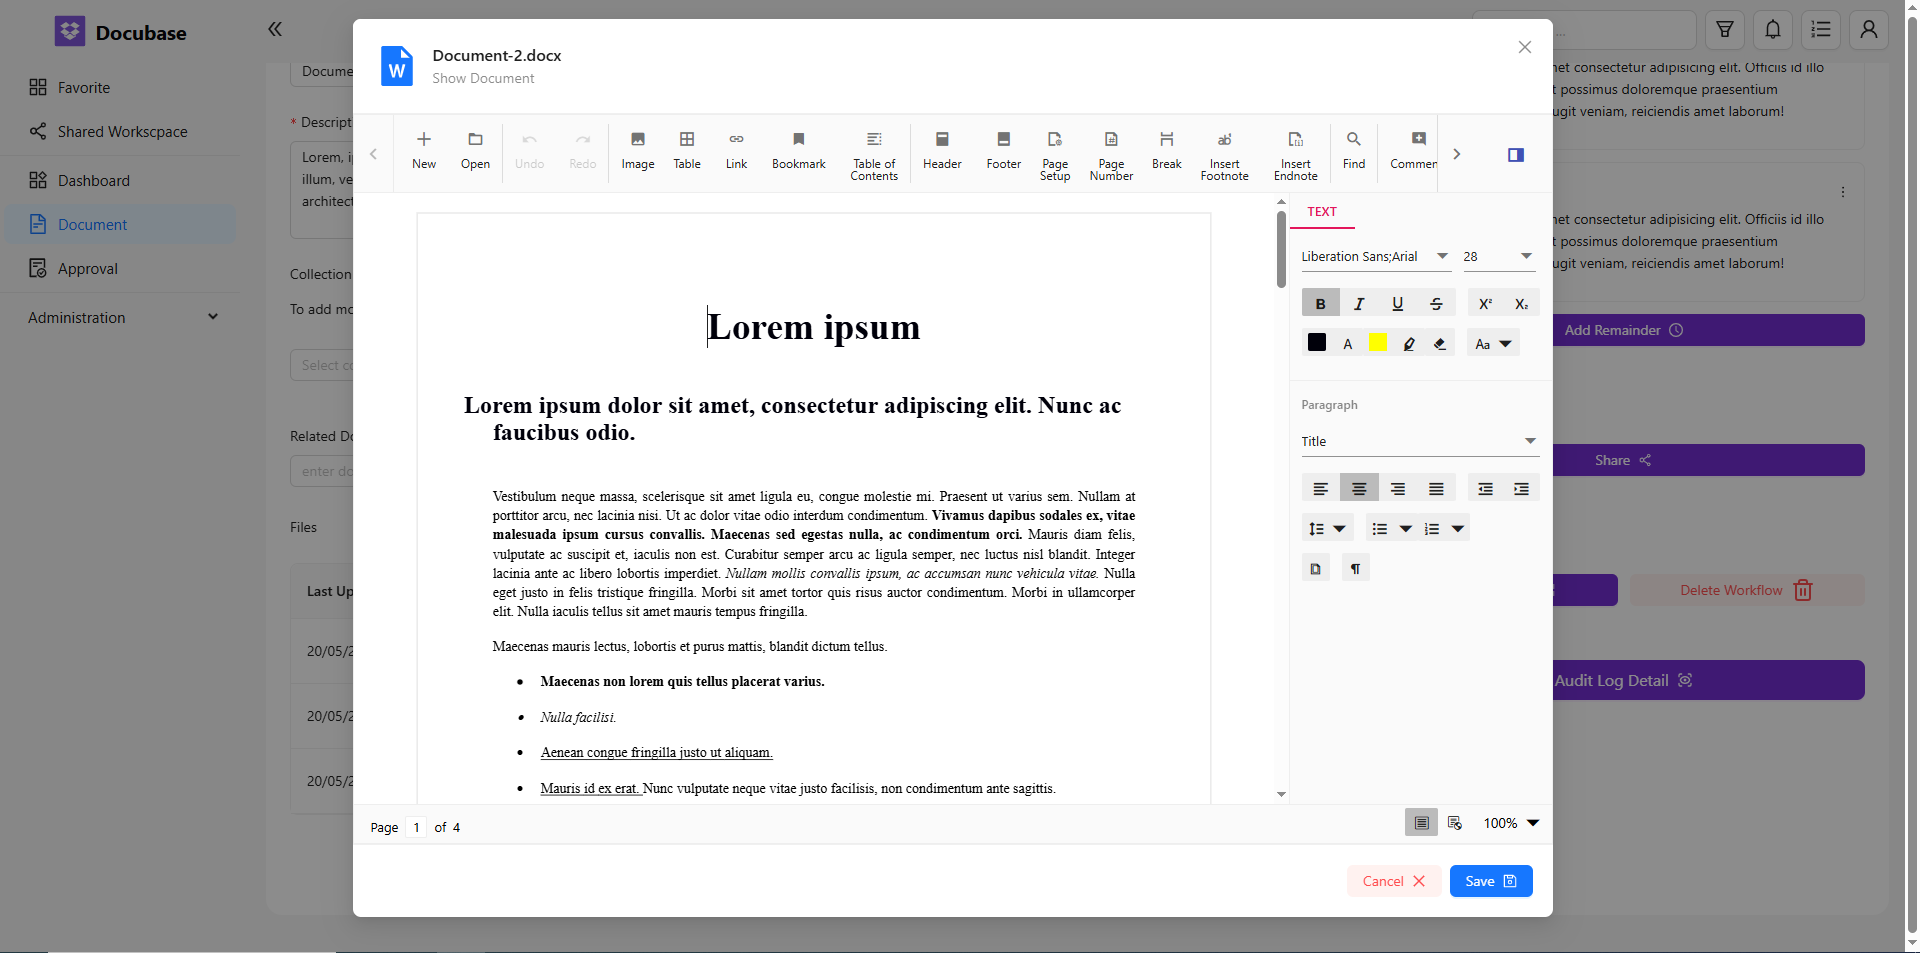 Docubase
Favorite
Shared Workscpace
Dashboard
Document
Approval
Administration
Docume
* Descript
Lorem, i
illum, ve
architect
Collection
To add mo
Select co
Related Do
enter do
Files
Last Up
20/05/2
20/05/2
20/05/2
Document-2.docx
Show Document
New Open Undo Redo Image Table Link Bookmark Table of Contents Header Footer Page Setup Page Number Break Insert Footnote Insert Endnote Find Commen
Lorem ipsum
Lorem ipsum dolor sit amet, consectetur adipiscing elit. Nunc ac
faucibus odio.
Vestibulum neque massa, scelerisque sit amet ligula eu, congue molestie mi. Praesent ut varius sem. Nullam at
porttitor arcu, nec lacinia nisi. Ut ac dolor vitae odio interdum condimentum. Vivamus dapibus sodales ex, vitae
malesuada ipsum cursus convallis. Maecenas sed egestas nulla, ac condimentum orci. Mauris diam felis,
vulputate ac suscipit et, iaculis non est. Curabitur semper arcu ac ligula semper, nec luctus nisl blandit. Integer
lacinia ante ac libero lobortis imperdiet. Nullam mollis convallis ipsum, ac accumsan nunc vehicula vitae. Nulla
eget justo in felis tristique fringilla. Morbi sit amet tortor quis risus auctor condimentum. Morbi in ullamcorper
elit. Nulla iaculis tellus sit amet mauris tempus fringilla.
Maecenas mauris lectus, lobortis et purus mattis, blandit dictum tellus.
• Maecenas non lorem quis tellus placerat varius.
• Nulla facilisi.
• Aenean congue fringilla justo ut aliquam.
• Mauris id ex erat. Nunc vulputate neque vitae justo facilisis, non condimentum ante sagittis.
TEXT
Liberation Sans;Arial 28
B I U S X² X₂
A Aa
Paragraph
Title
Page 1 of 4
100%
Cancel
Save
...
net consectetur adipisicing elit. Officiis id illo
t possimus doloremque praesentium
ugit veniam, reiciendis amet laborum!
net consectetur adipisicing elit. Officiis id illo
t possimus doloremque praesentium
ugit veniam, reiciendis amet laborum!
Add Remainder
Share
Delete Workflow
Audit Log Detail